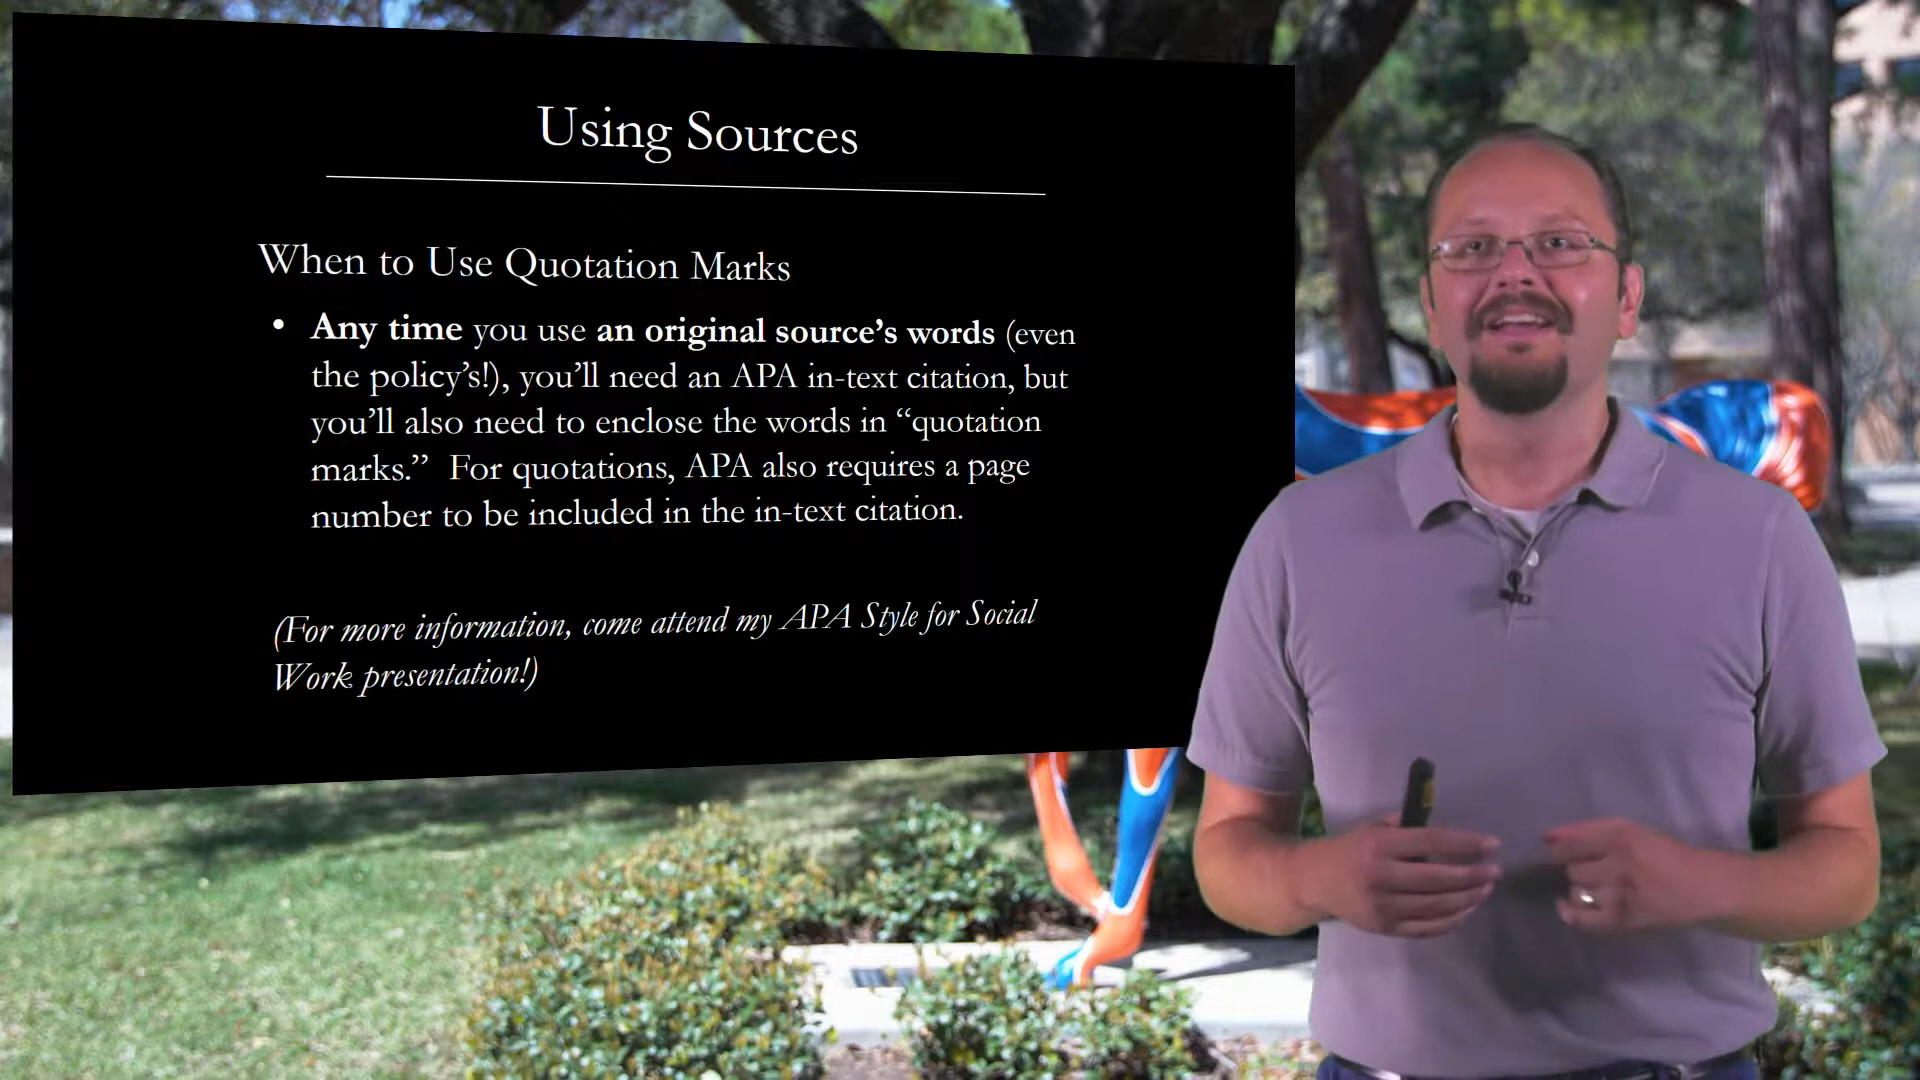 Using Sources
When to Use Quotation Marks
• Any time you use an original source’s words (even
the policy’s!), you’ll need an APA in-text citation, but
you’ll also need to enclose the words in “quotation
marks.”  For quotations, APA also requires a page
number to be included in the in-text citation.
(For more information, come attend my APA Style for Social
Work presentation!)